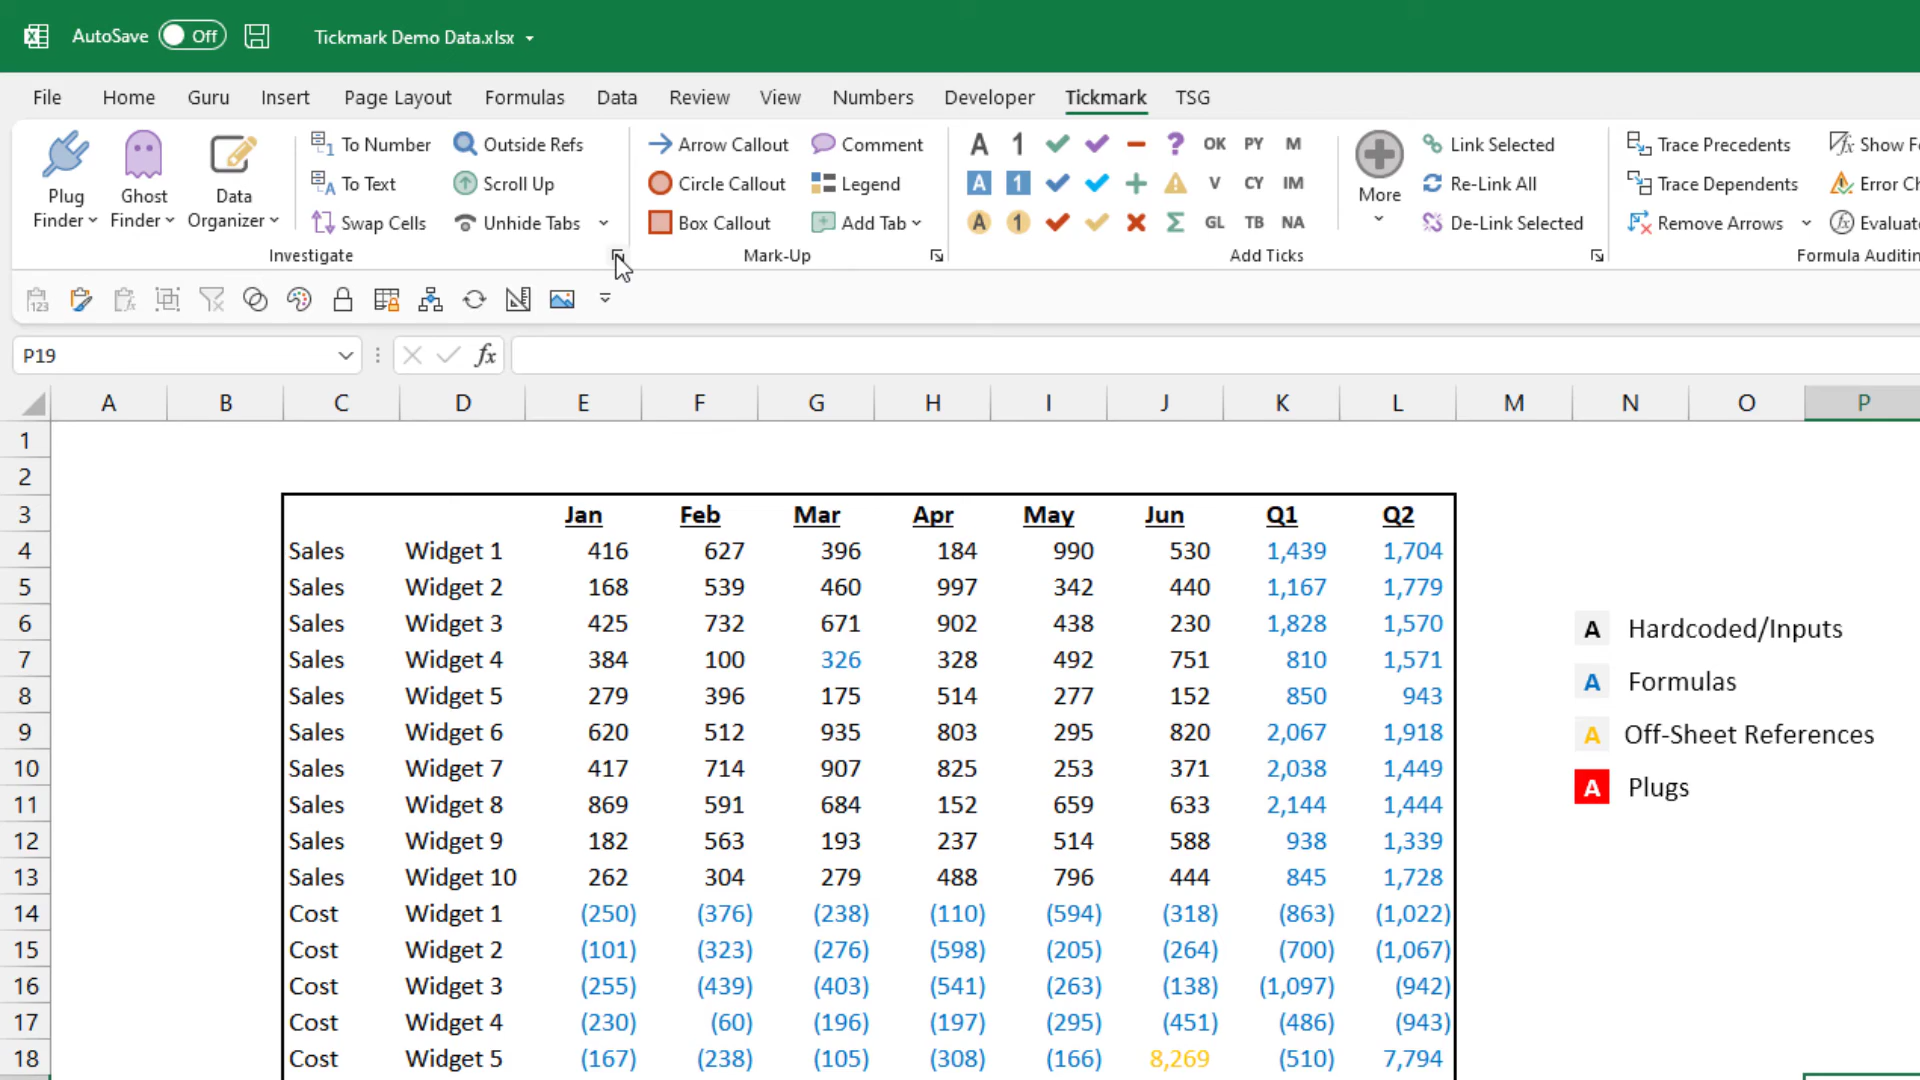 AutoSave Off Tickmark Demo Data.xlsx
File Home Guru Insert Page Layout Formulas Data Review View Numbers Developer Tickmark TSG
Plug Finder
Ghost Finder
Data Organizer
To Number
To Text
Swap Cells
Outside Refs
Scroll Up
Unhide Tabs
Investigate
Arrow Callout
Circle Callout
Box Callout
Comment
Legend
Add Tab
Mark-Up
A 1 ? OK PY M
A 1 V CY IM
A 1 Σ GL TB NA
More
Link Selected
Re-Link All
De-Link Selected
Add Ticks
Trace Precedents
Trace Dependents
Remove Arrows
Show F
Error Ch
Evaluat
Formula Auditin
P19 fx
A B C D E F G H I J K L M N O P
1
2
3 Jan Feb Mar Apr May Jun Q1 Q2
4 Sales Widget 1 416 627 396 184 990 530 1,439 1,704
5 Sales Widget 2 168 539 460 997 342 440 1,167 1,779
6 Sales Widget 3 425 732 671 902 438 230 1,828 1,570
7 Sales Widget 4 384 100 326 328 492 751 810 1,571
8 Sales Widget 5 279 396 175 514 277 152 850 943
9 Sales Widget 6 620 512 935 803 295 820 2,067 1,918
10 Sales Widget 7 417 714 907 825 253 371 2,038 1,449
11 Sales Widget 8 869 591 684 152 659 633 2,144 1,444
12 Sales Widget 9 182 563 193 237 514 588 938 1,339
13 Sales Widget 10 262 304 279 488 796 444 845 1,728
14 Cost Widget 1 (250) (376) (238) (110) (594) (318) (863) (1,022)
15 Cost Widget 2 (101) (323) (276) (598) (205) (264) (700) (1,067)
16 Cost Widget 3 (255) (439) (403) (541) (263) (138) (1,097) (942)
17 Cost Widget 4 (230) (60) (196) (197) (295) (451) (486) (943)
18 Cost Widget 5 (167) (238) (105) (308) (166) 8,269 (510) 7,794
A Hardcoded/Inputs
A Formulas
A Off-Sheet References
A Plugs